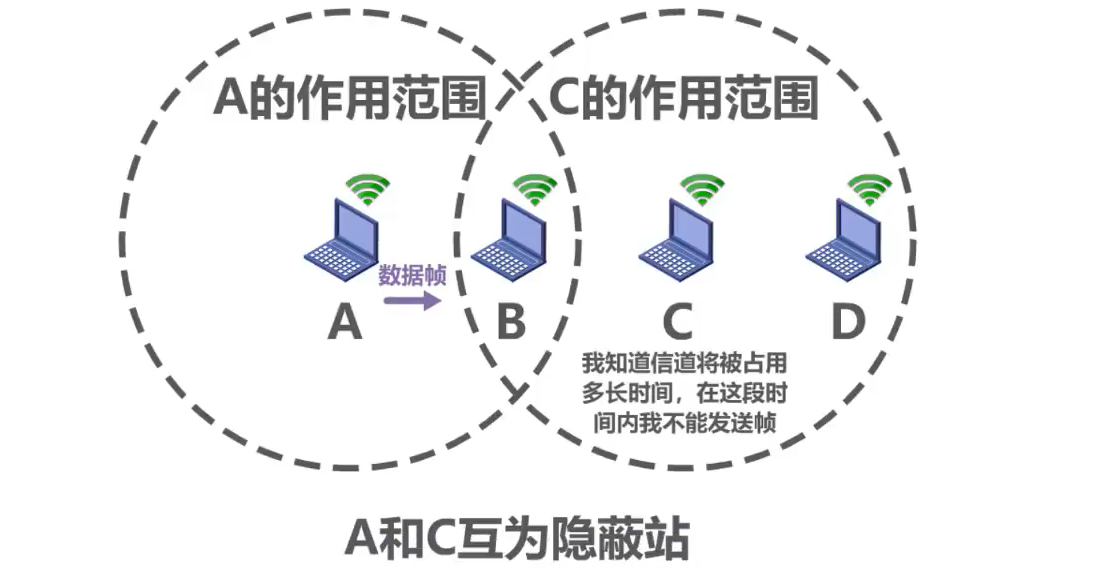 A的作用范围
C的作用范围
数据帧
A
B
C
D
我知道信道将被占用
多长时间，在这段时
间内我不能发送帧
A和C互为隐蔽站